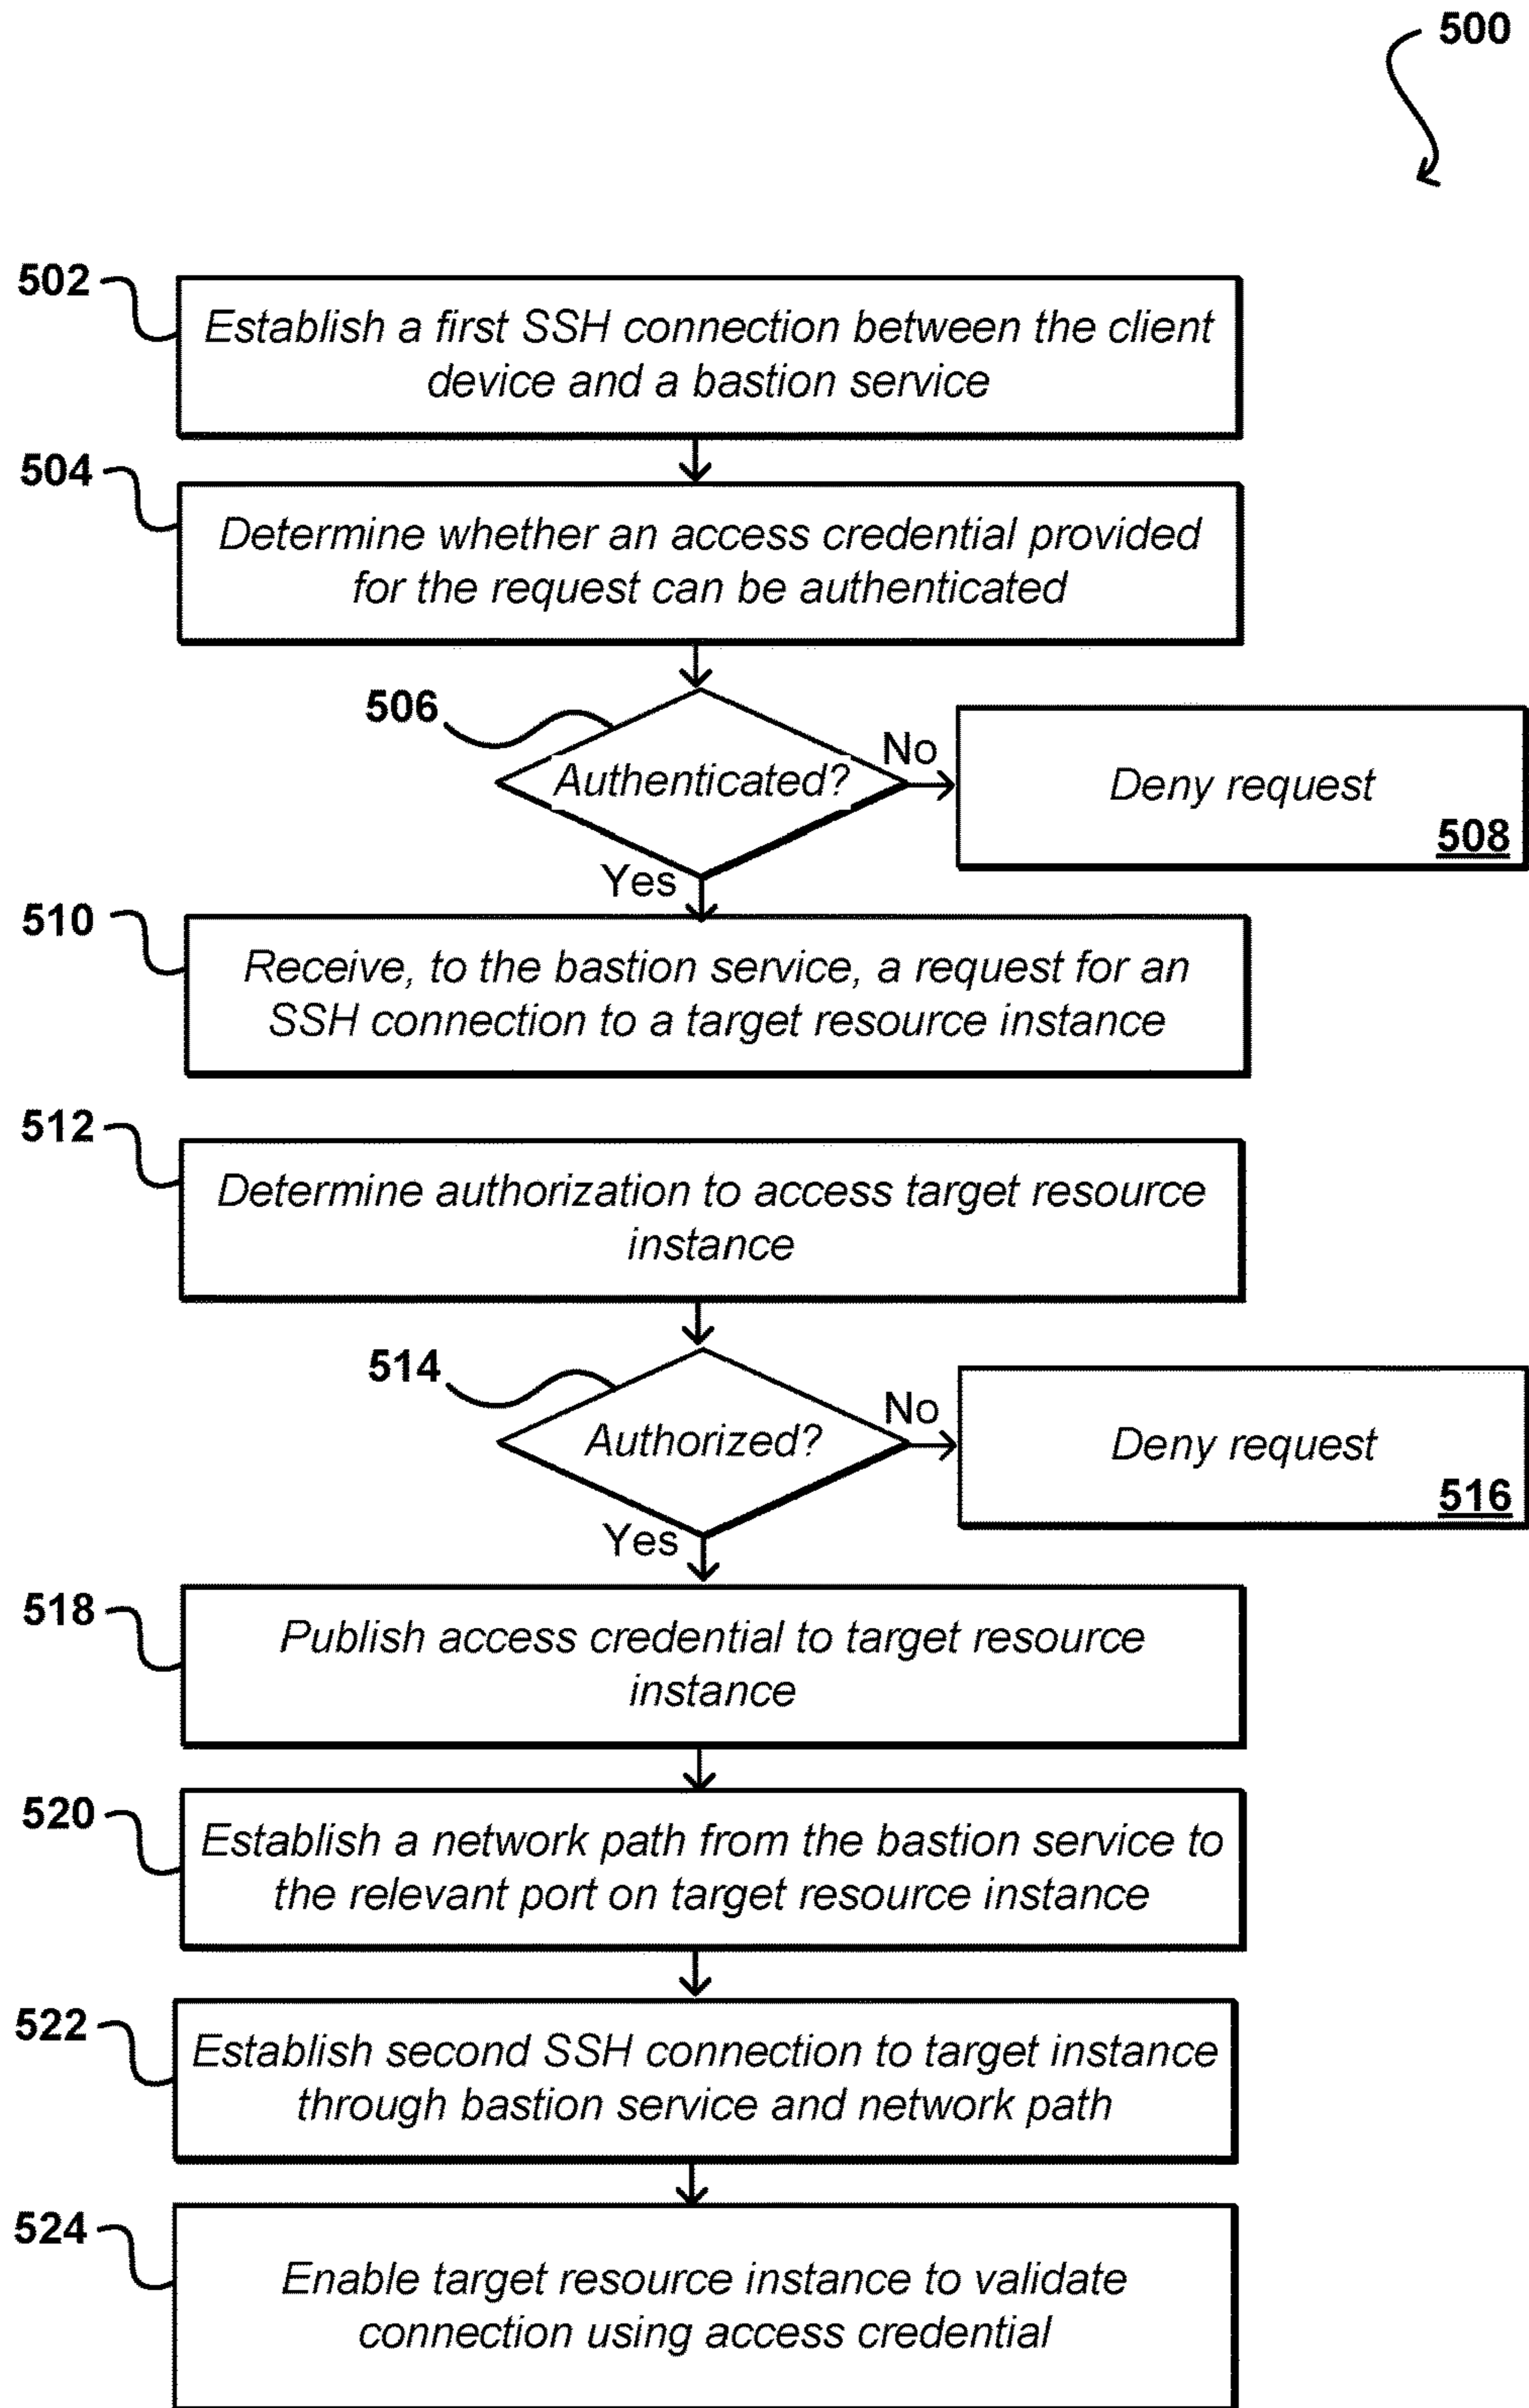 500
502
Establish a first SSH connection between the client
device and a bastion service
504
Determine whether an access credential provided
for the request can be authenticated
506
Authenticated?
No
Deny request
508
Yes
510
Receive, to the bastion service, a request for an
SSH connection to a target resource instance
512
Determine authorization to access target resource
instance
514
Authorized?
No
Deny request
516
Yes
518
Publish access credential to target resource
instance
520
Establish a network path from the bastion service to
the relevant port on target resource instance
522
Establish second SSH connection to target instance
through bastion service and network path
524
Enable target resource instance to validate
connection using access credential